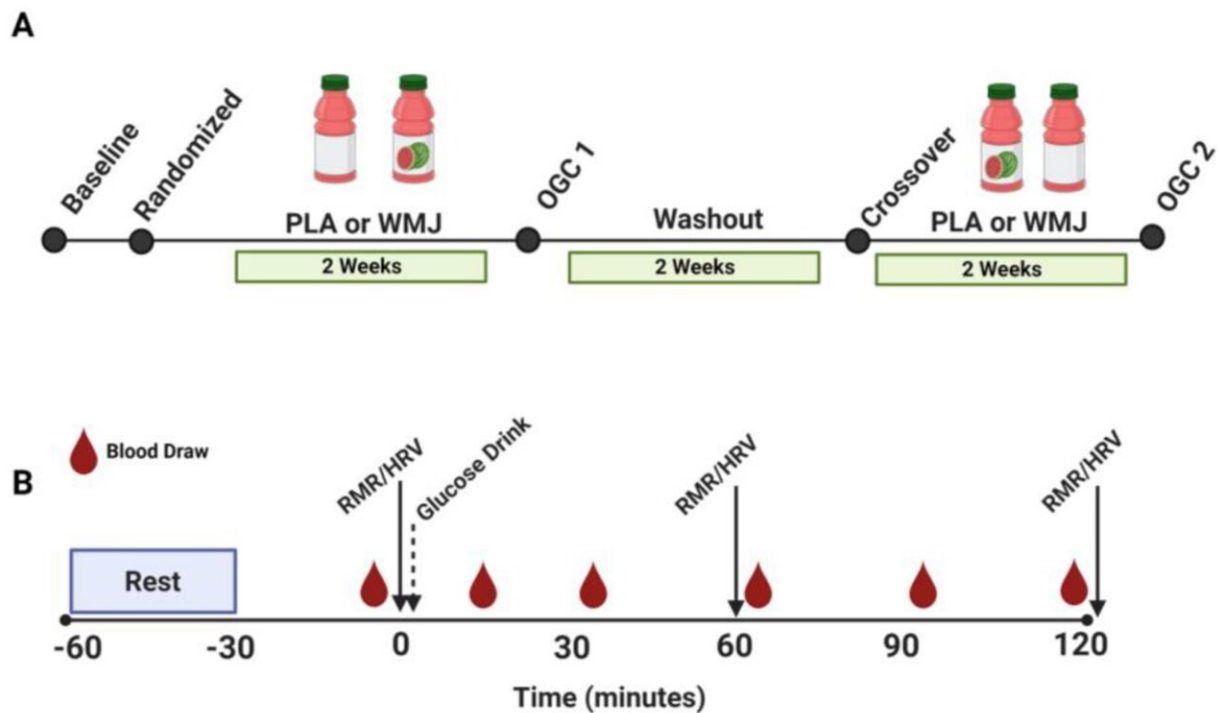 A
Baseline
Randomized
PLA or WMJ
2 Weeks
OGC 1
Washout
2 Weeks
Crossover
PLA or WMJ
2 Weeks
OGC 2
Blood Draw
B
Rest
RMR/HRV
Glucose Drink
RMR/HRV
RMR/HRV
-60 -30 0 30 60 90 120
Time (minutes)